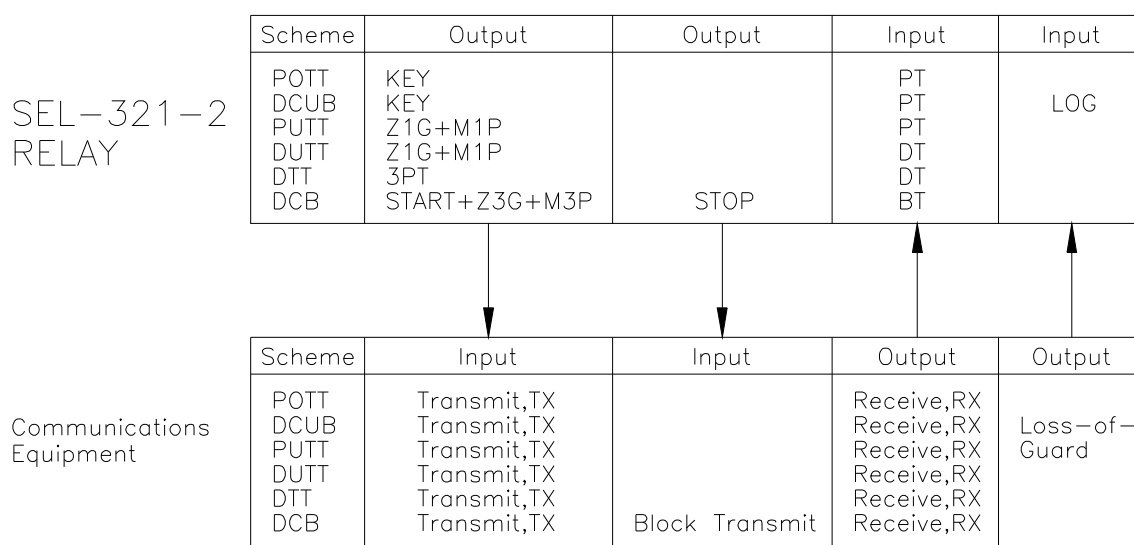 Scheme Output Output Input Input
SEL-321-2
RELAY
POTT KEY PT
DCUB KEY PT LOG
PUTT Z1G+M1P PT
DUTT Z1G+M1P DT
DTT 3PT DT
DCB START+Z3G+M3P STOP BT
Scheme Input Input Output Output
Communications
Equipment
POTT Transmit,TX Receive,RX
DCUB Transmit,TX Receive,RX Loss-of-
PUTT Transmit,TX Receive,RX Guard
DUTT Transmit,TX Receive,RX
DTT Transmit,TX Receive,RX
DCB Transmit,TX Block Transmit Receive,RX